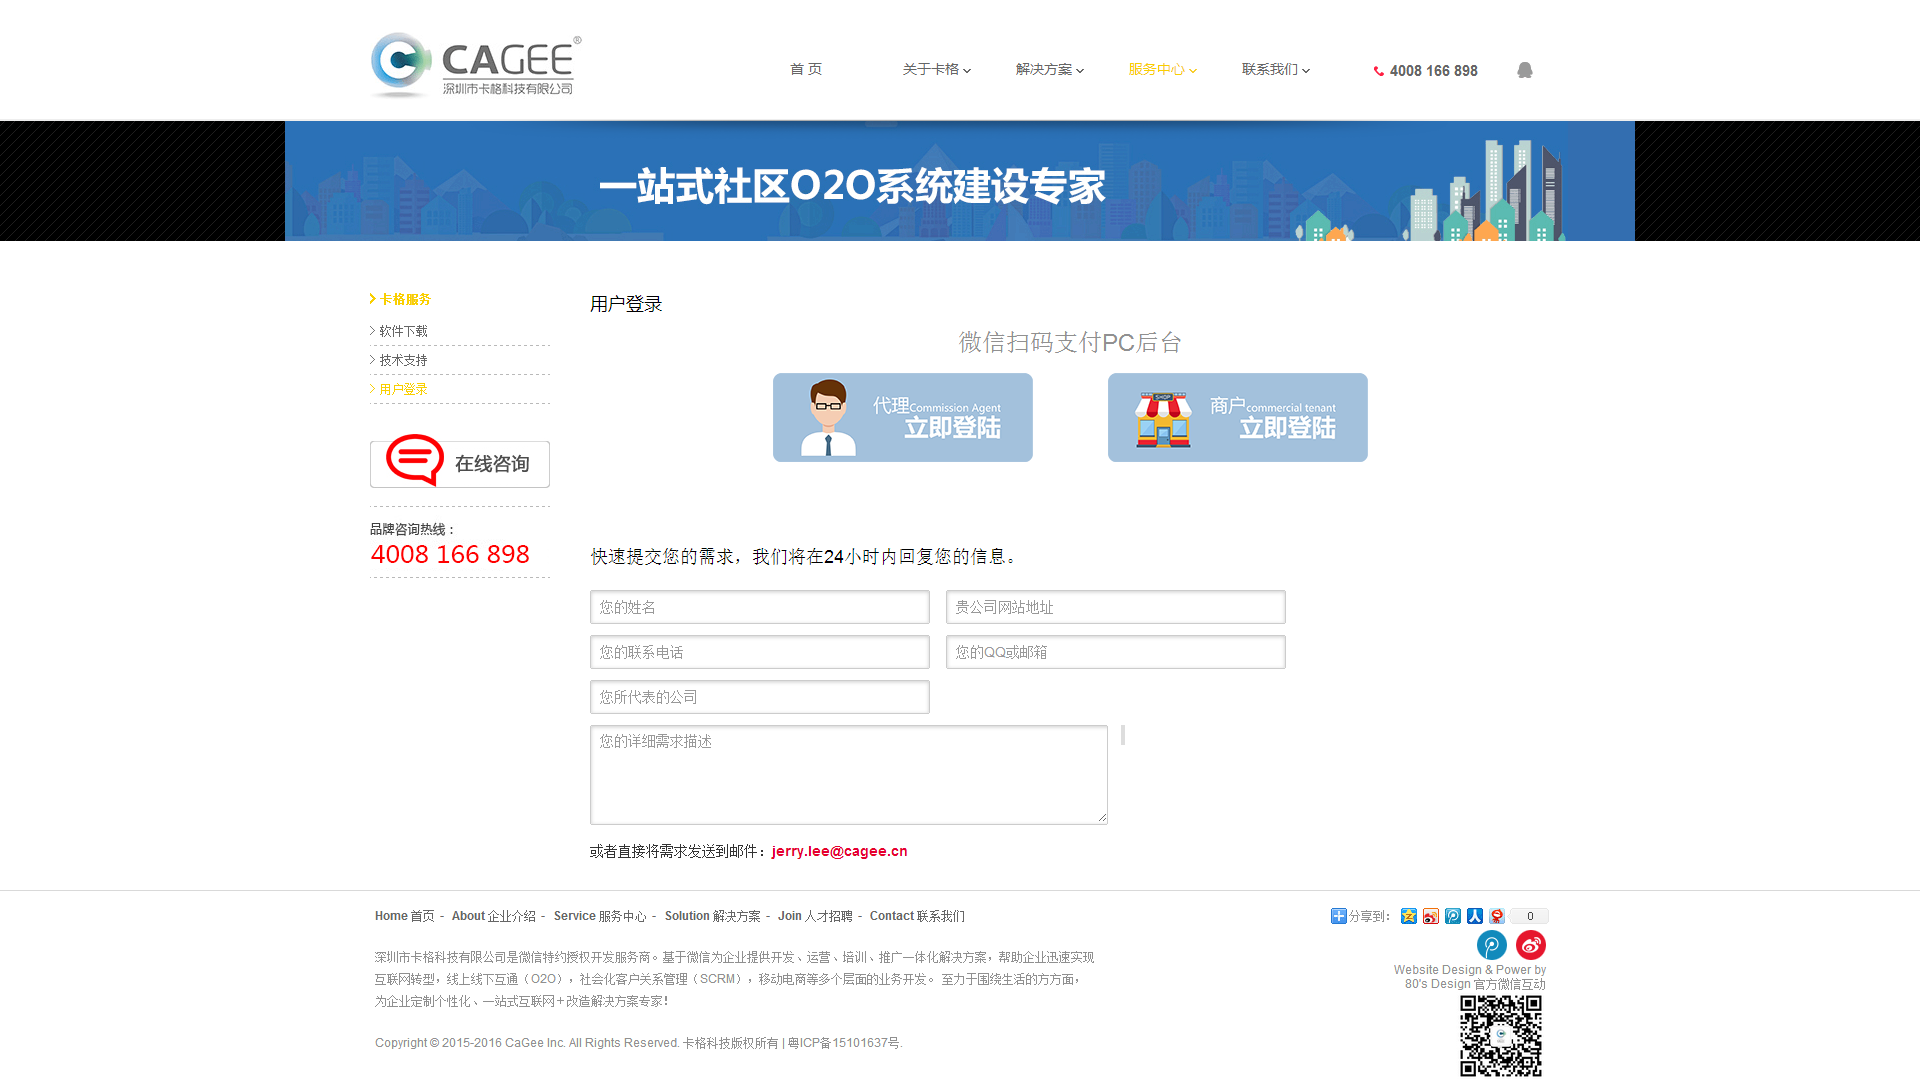 CAGEE®
深圳市卡格科技有限公司
首 页
关于卡格
解决方案
服务中心
联系我们
4008 166 898
一站式社区O2O系统建设专家
卡格服务
软件下载
技术支持
用户登录
在线咨询
品牌咨询热线：
4008 166 898
用户登录
微信扫码支付PC后台
代理Commission Agent
立即登陆
SHOP
商户commercial tenant
立即登陆
快速提交您的需求，我们将在24小时内回复您的信息。
您的姓名
贵公司网站地址
您的联系电话
您的QQ或邮箱
您所代表的公司
您的详细需求描述
或者直接将需求发送到邮件：jerry.lee@cagee.cn
Home 首页 - About 企业介绍 - Service 服务中心 - Solution 解决方案 - Join 人才招聘 - Contact 联系我们
分享到：
0
深圳市卡格科技有限公司是微信特约授权开发服务商。基于微信为企业提供开发、运营、培训、推广一体化解决方案，帮助企业迅速实现
互联网转型，线上线下互通（O2O），社会化客户关系管理（SCRM），移动电商等多个层面的业务开发。 至力于围绕生活的方方面，
为企业定制个性化、一站式互联网＋改造解决方案专家！
Website Design & Power by
80's Design 官方微信互动
Copyright © 2015-2016 CaGee Inc. All Rights Reserved. 卡格科技版权所有 | 粤ICP备15101637号.